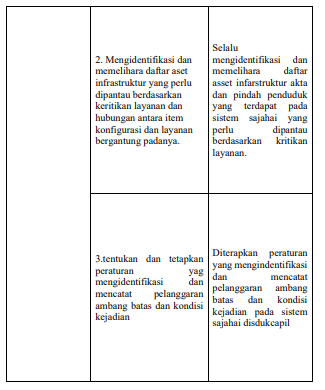 2. Mengidentifikasi dan
memelihara daftar aset
infrastruktur yang perlu
dipantau berdasarkan
keritikan layanan dan
hubungan antara item
konfigurasi dan layanan
bergantung padanya.
Selalu
mengidentifikasi dan
memelihara daftar
asset infarstruktur akta
dan pindah penduduk
yang terdapat pada
sistem sajahai yang
perlu dipantau
berdasarkan kritikan
layanan.
3.tentukan dan tetapkan
peraturan yag
mengidentifikasi dan
mencatat pelanggaran
ambang batas dan kondisi
kejadian
Diterapkan peraturan
yang mengindentifikasi
dan mencatat
pelanggaran ambang
batas dan kondisi
kejadian pada sistem
sajahai disdukcapil